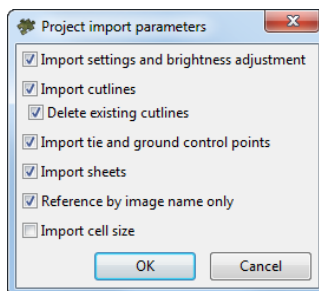 Project import parameters
Import settings and brightness adjustment
Import cutlines
Delete existing cutlines
Import tie and ground control points
Import sheets
Reference by image name only
Import cell size
OK Cancel